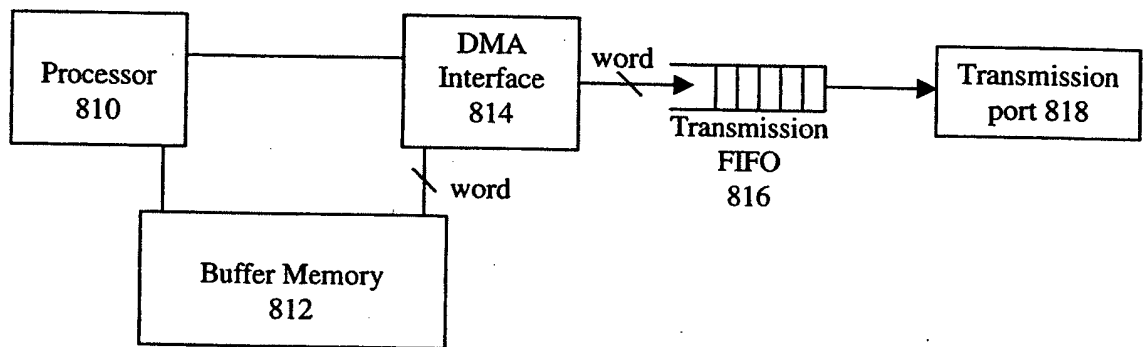 Processor
810
DMA
Interface
814
word
Transmission
FIFO
816
Transmission
port 818
word
Buffer Memory
812